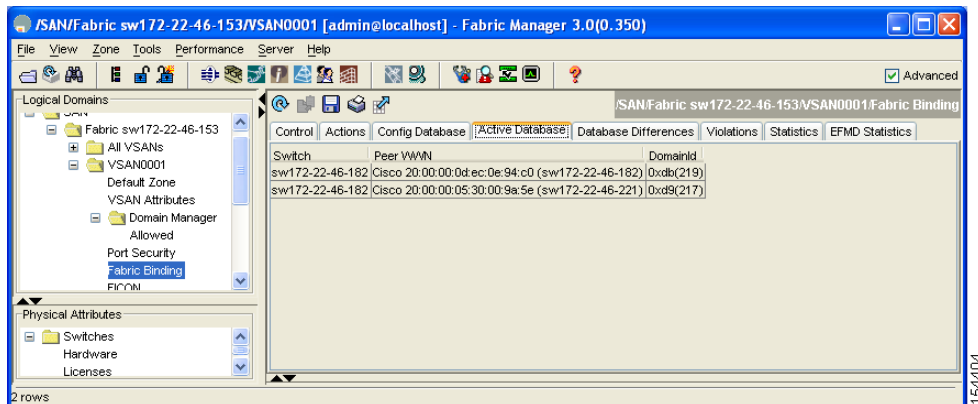 /SAN/Fabric sw172-22-46-153/VSAN0001 [admin@localhost] - Fabric Manager 3.0(0.350)
File View Zone Tools Performance Server Help
Advanced
Logical Domains
/SAN/Fabric sw172-22-46-153/VSAN0001/Fabric Binding
SAN
Fabric sw172-22-46-153
All VSANs
VSAN0001
Default Zone
VSAN Attributes
Domain Manager
Allowed
Port Security
Fabric Binding
FICON
Control Actions Config Database Active Database Database Differences Violations Statistics EFMD Statistics
Switch Peer WWN DomainId
sw172-22-46-182 Cisco 20:00:00:0d:ec:0e:94:c0 (sw172-22-46-182) 0xdb(219)
sw172-22-46-182 Cisco 20:00:00:05:30:00:9a:5e (sw172-22-46-221) 0xd9(217)
Physical Attributes
Switches
Hardware
Licenses
2 rows
154404